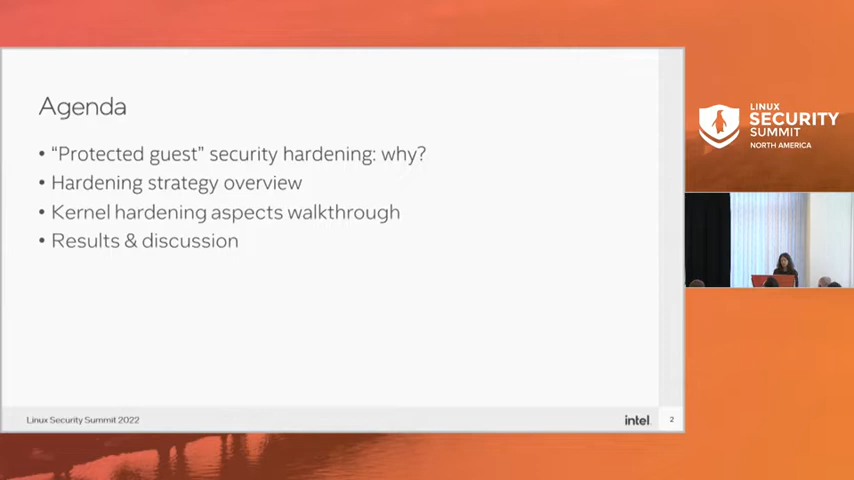 Agenda
• “Protected guest” security hardening: why?
• Hardening strategy overview
• Kernel hardening aspects walkthrough
• Results & discussion
Linux Security Summit 2022
intel.
2
LINUX
SECURITY
SUMMIT
NORTH AMERICA